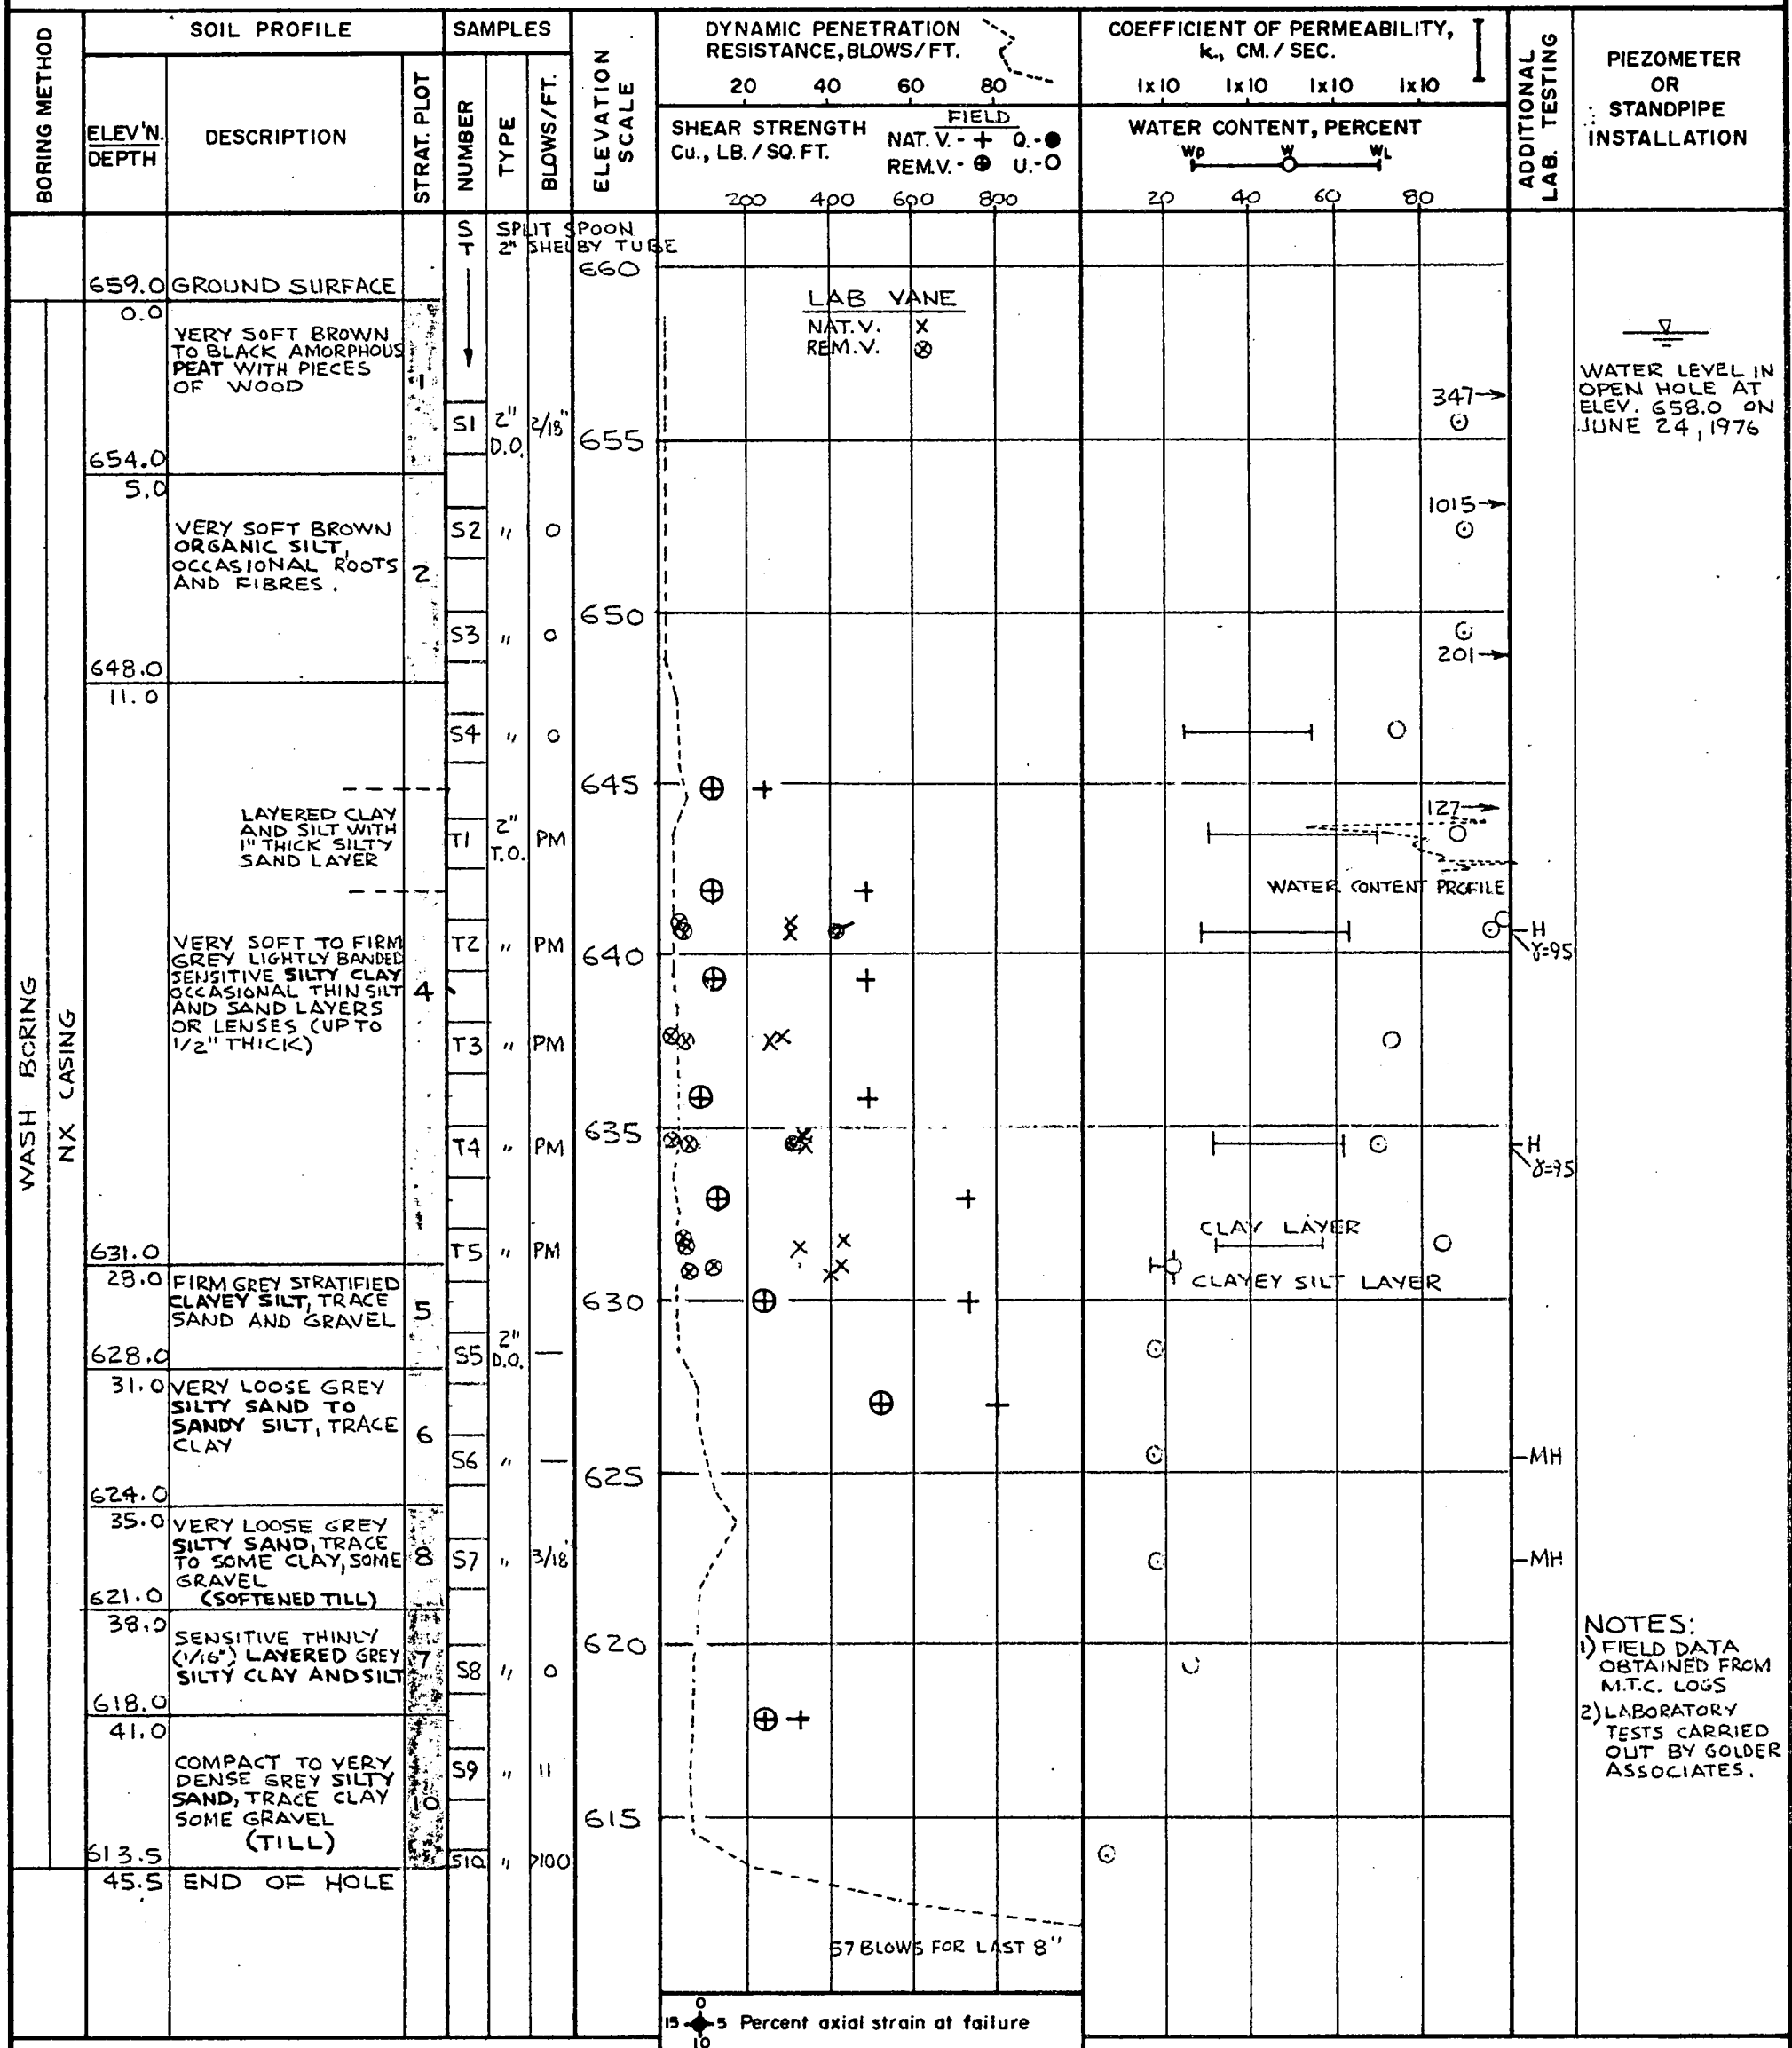 BORING METHOD
SOIL PROFILE
ELEV'N.
DEPTH
DESCRIPTION
STRAT. PLOT
SAMPLES
NUMBER
TYPE
BLOWS/FT.
ELEVATION SCALE
DYNAMIC PENETRATION
RESISTANCE, BLOWS/FT.
20 40 60 80
SHEAR STRENGTH
Cu., LB./SQ.FT.
FIELD
NAT. V. - + Q. - ●
REM.V. - ⊕ U. - O
200 400 600 800
COEFFICIENT OF PERMEABILITY,
k., CM./SEC.
1x10 1x10 1x10 1x10
WATER CONTENT, PERCENT
WP W WL
20 40 60 80
ADDITIONAL LAB. TESTING
PIEZOMETER
OR
STANDPIPE
INSTALLATION
S SPLIT SPOON
T 2" SHELBY TUBE
WASH BORING
NX CASING
659.0 GROUND SURFACE
0.0
VERY SOFT BROWN
TO BLACK AMORPHOUS
PEAT WITH PIECES
OF WOOD
1
654.0
5.0
VERY SOFT BROWN
ORGANIC SILT,
OCCASIONAL ROOTS
AND FIBRES.
2
648.0
11.0
LAYERED CLAY
AND SILT WITH
1" THICK SILTY
SAND LAYER
VERY SOFT TO FIRM
GREY LIGHTLY BANDED
SENSITIVE SILTY CLAY
OCCASIONAL THIN SILT
AND SAND LAYERS
OR LENSES (UP TO
1/2" THICK)
4
631.0
28.0
FIRM GREY STRATIFIED
CLAYEY SILT, TRACE
SAND AND GRAVEL
5
628.0
31.0
VERY LOOSE GREY
SILTY SAND TO
SANDY SILT, TRACE
CLAY
6
624.0
35.0
VERY LOOSE GREY
SILTY SAND, TRACE
TO SOME CLAY, SOME
GRAVEL
(SOFTENED TILL)
8
621.0
38.0
SENSITIVE THINLY
(1/16") LAYERED GREY
SILTY CLAY AND SILT
7
618.0
41.0
COMPACT TO VERY
DENSE GREY SILTY
SAND, TRACE CLAY
SOME GRAVEL
(TILL)
10
613.5
45.5 END OF HOLE
S1 2" D.O. 2/18"
S2 " 0
S3 " 0
S4 " 0
T1 2" T.O. PM
T2 " PM
T3 " PM
T4 " PM
T5 " PM
S5 2" D.O. —
S6 " —
S7 " 3/18"
S8 " 0
S9 " 11
S10 " >100
660
655
650
645
640
635
630
625
620
615
LAB VANE
NAT. V. X
REM. V. ⊗
57 BLOWS FOR LAST 8"
0
15 5 Percent axial strain at failure
10
347→
1015→
201→
127→
WATER CONTENT PROFILE
CLAY LAYER
CLAYEY SILT LAYER
H
γ=95
H
MH
MH
WATER LEVEL IN
OPEN HOLE AT
ELEV. 658.0 ON
JUNE 24, 1976
NOTES:
1) FIELD DATA
OBTAINED FROM
M.T.C. LOGS
2) LABORATORY
TESTS CARRIED
OUT BY GOLDER
ASSOCIATES.